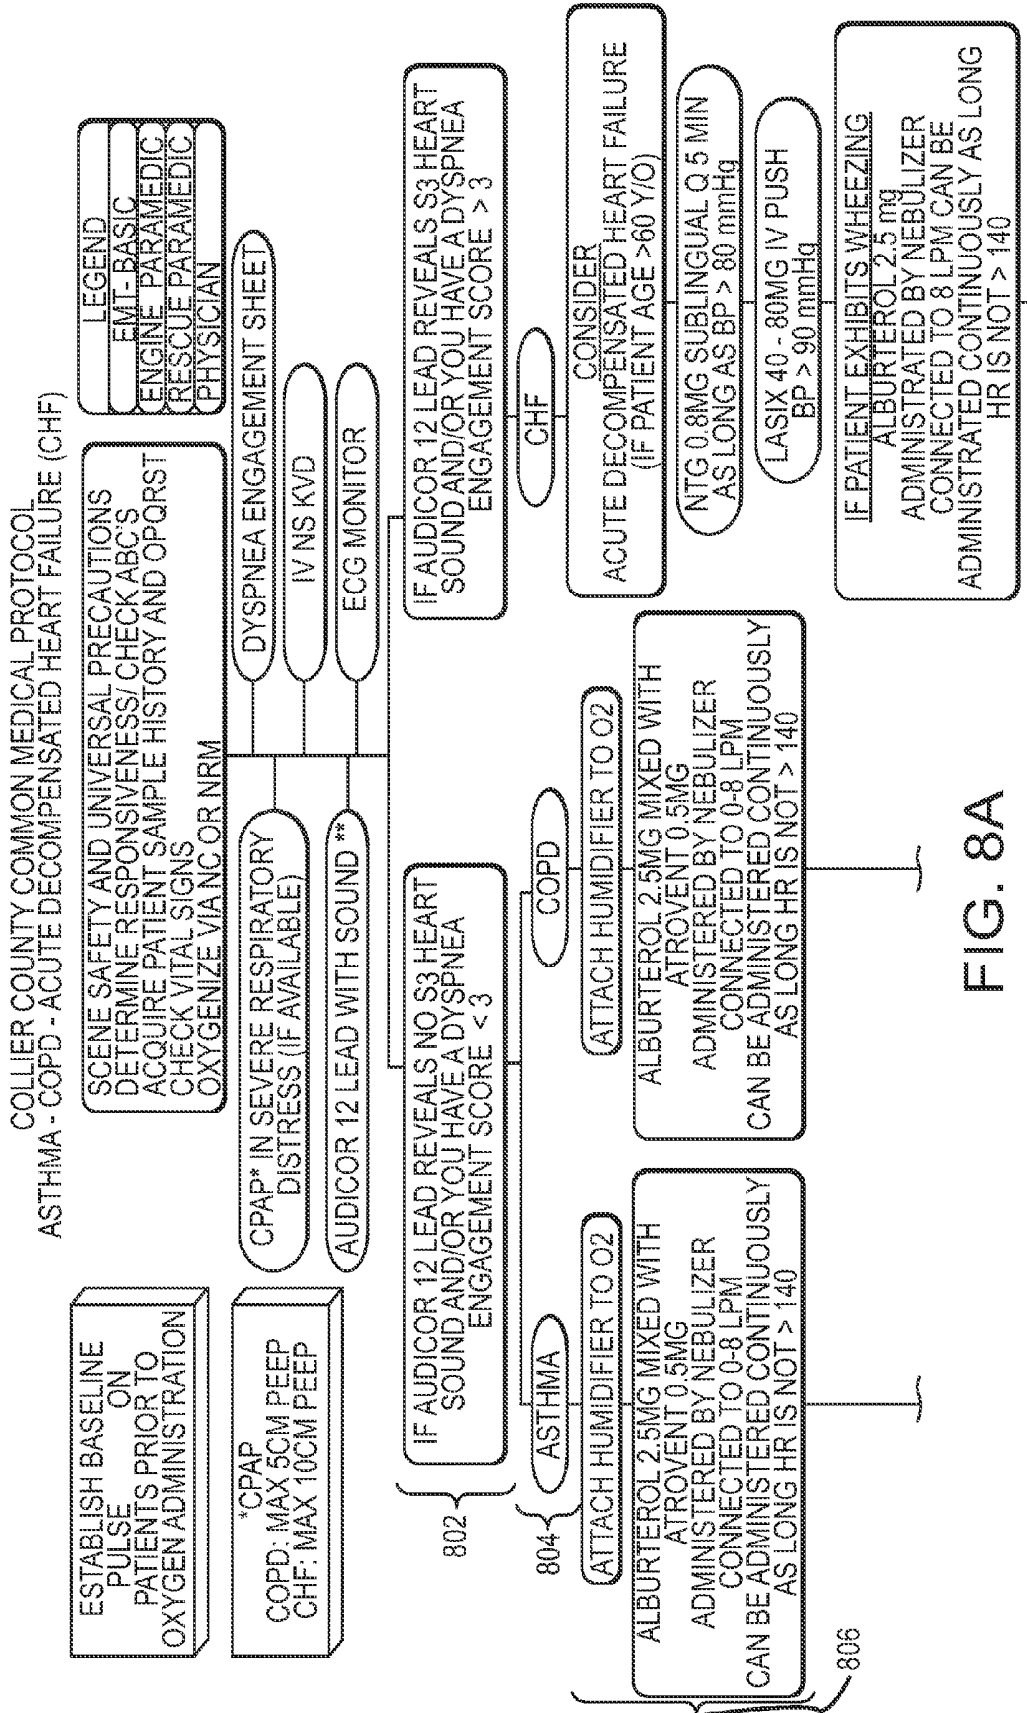 COLLIER COUNTY COMMON MEDICAL PROTOCOL
ASTHMA - COPD - ACUTE DECOMPENSATED HEART FAILURE (CHF)
ESTABLISH BASELINE
PULSE ON
PATIENTS PRIOR TO
OXYGEN ADMINISTRATION
*CPAP
COPD: MAX 5CM PEEP
CHF: MAX 10CM PEEP
SCENE SAFETY AND UNIVERSAL PRECAUTIONS
DETERMINE RESPONSIVENESS/ CHECK ABC'S
ACQUIRE PATIENT SAMPLE HISTORY AND OPQRST
CHECK VITAL SIGNS
OXYGENIZE VIA NC OR NRM
LEGEND
EMT-BASIC
ENGINE PARAMEDIC
RESCUE PARAMEDIC
PHYSICIAN
CPAP* IN SEVERE RESPIRATORY
DISTRESS (IF AVAILABLE)
AUDICOR 12 LEAD WITH SOUND **
DYSPNEA ENGAGEMENT SHEET
IV NS KVD
ECG MONITOR
802
IF AUDICOR 12 LEAD REVEALS NO S3 HEART
SOUND AND/OR YOU HAVE A DYSPNEA
ENGAGEMENT SCORE < 3
IF AUDICOR 12 LEAD REVEALS S3 HEART
SOUND AND/OR YOU HAVE A DYSPNEA
ENGAGEMENT SCORE > 3
804
ASTHMA
COPD
CHF
806
ATTACH HUMIDIFIER TO O2
ALBURTEROL 2.5MG MIXED WITH
ATROVENT 0.5MG
ADMINISTERED BY NEBULIZER
CONNECTED TO 0-8 LPM
CAN BE ADMINISTERED CONTINUOUSLY
AS LONG HR IS NOT > 140
ATTACH HUMIDIFIER TO O2
ALBURTEROL 2.5MG MIXED WITH
ATROVENT 0.5MG
ADMINISTERED BY NEBULIZER
CONNECTED TO 0-8 LPM
CAN BE ADMINISTERED CONTINUOUSLY
AS LONG HR IS NOT > 140
CONSIDER
ACUTE DECOMPENSATED HEART FAILURE
(IF PATIENT AGE >60 Y/O)
NTG 0.8MG SUBLINGUAL Q 5 MIN
AS LONG AS BP > 80 mmHg
LASIX 40 - 80MG IV PUSH
BP > 90 mmHg
IF PATIENT EXHIBITS WHEEZING
ALBURTEROL 2.5 mg
ADMINISTRATED BY NEBULIZER
CONNECTED TO 8 LPM CAN BE
ADMINISTRATED CONTINUOUSLY AS LONG
HR IS NOT > 140
FIG. 8A